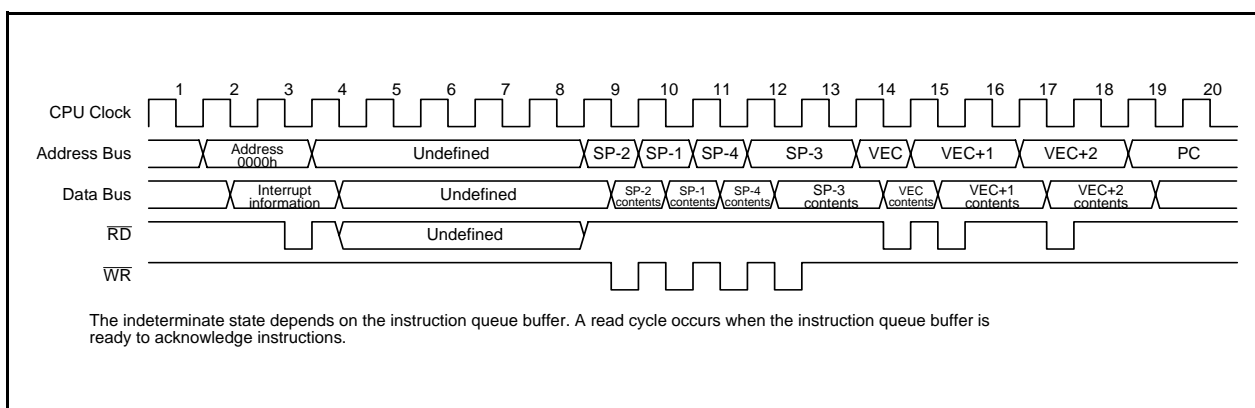 1 2 3 4 5 6 7 8 9 10 11 12 13 14 15 16 17 18 19 20
CPU Clock
Address Bus
Address
0000h
Undefined
SP-2
SP-1
SP-4
SP-3
VEC
VEC+1
VEC+2
PC
Data Bus
Interrupt
information
Undefined
SP-2
contents
SP-1
contents
SP-4
contents
SP-3
contents
VEC
contents
VEC+1
contents
VEC+2
contents
RD
Undefined
WR
The indeterminate state depends on the instruction queue buffer. A read cycle occurs when the instruction queue buffer is
ready to acknowledge instructions.